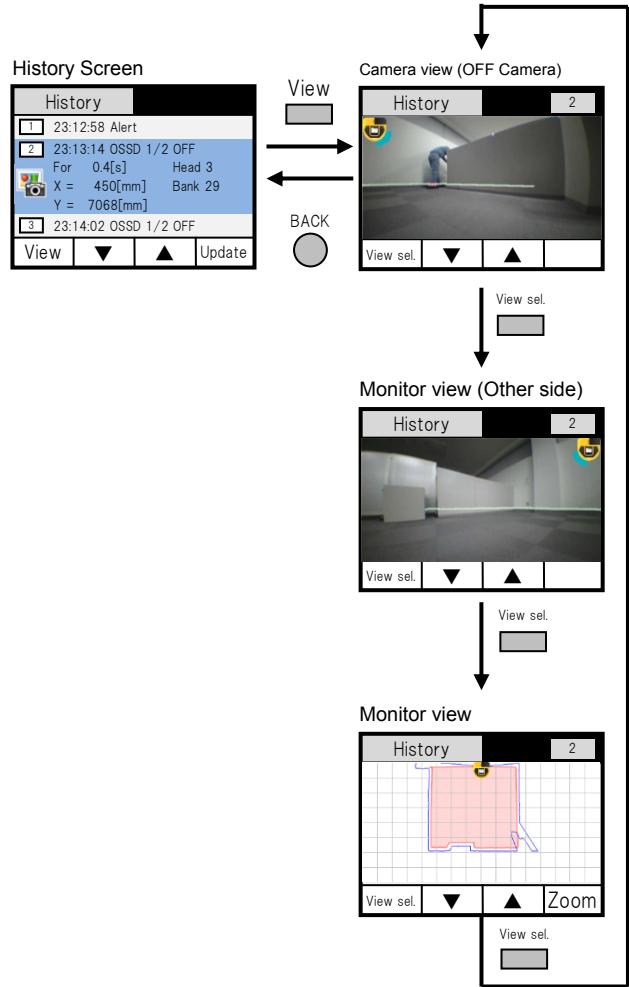 History Screen
History
1 23:12:58 Alert
2 23:13:14 OSSD 1/2 OFF
For 0.4[s] Head 3
X = 450[mm] Bank 29
Y = 7068[mm]
3 23:14:02 OSSD 1/2 OFF
View ▼ ▲ Update
View
BACK
Camera view (OFF Camera)
History 2
View sel. ▼ ▲
View sel.
Monitor view (Other side)
History 2
View sel. ▼ ▲
View sel.
Monitor view
History 2
View sel. ▼ ▲ Zoom
View sel.